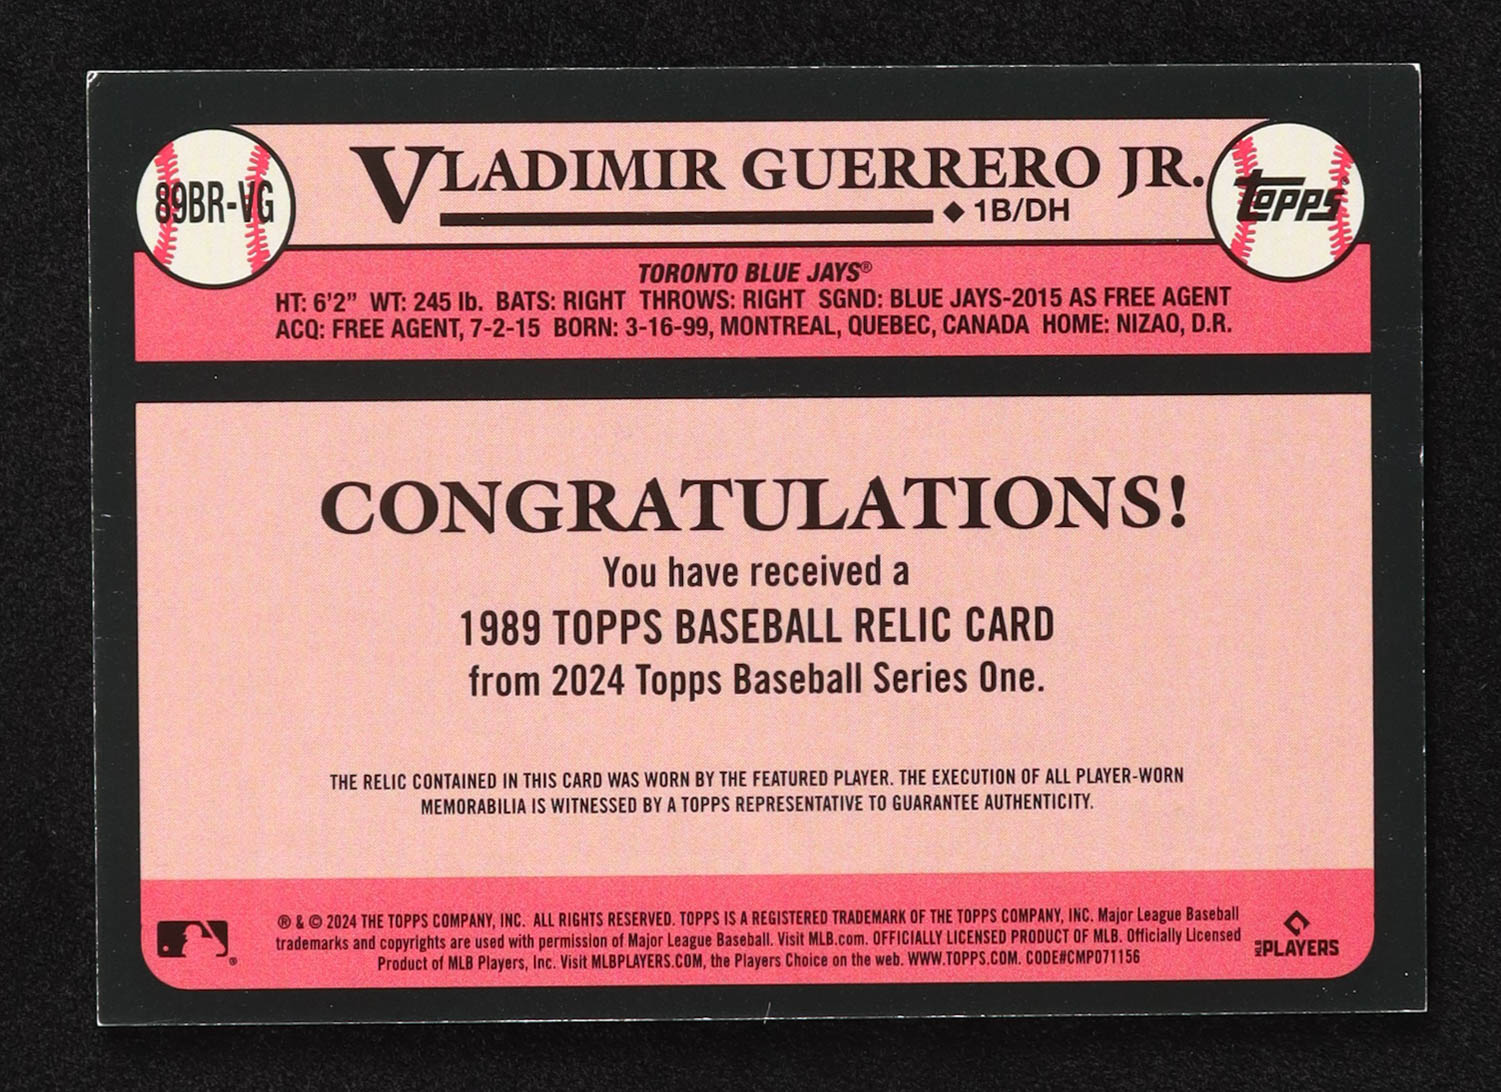 89BR-VG
VLADIMIR GUERRERO JR.
◆ 1B/DH
topps
TORONTO BLUE JAYS®
HT: 6'2” WT: 245 lb. BATS: RIGHT THROWS: RIGHT SGND: BLUE JAYS-2015 AS FREE AGENT
ACQ: FREE AGENT, 7-2-15 BORN: 3-16-99, MONTREAL, QUEBEC, CANADA HOME: NIZAO, D.R.
CONGRATULATIONS!
You have received a
1989 TOPPS BASEBALL RELIC CARD
from 2024 Topps Baseball Series One.
THE RELIC CONTAINED IN THIS CARD WAS WORN BY THE FEATURED PLAYER. THE EXECUTION OF ALL PLAYER-WORN
MEMORABILIA IS WITNESSED BY A TOPPS REPRESENTATIVE TO GUARANTEE AUTHENTICITY.
® & © 2024 THE TOPPS COMPANY, INC. ALL RIGHTS RESERVED. TOPPS IS A REGISTERED TRADEMARK OF THE TOPPS COMPANY, INC. Major League Baseball
trademarks and copyrights are used with permission of Major League Baseball. Visit MLB.com. OFFICIALLY LICENSED PRODUCT OF MLB. Officially Licensed
Product of MLB Players, Inc. Visit MLBPLAYERS.COM, the Players Choice on the web. WWW.TOPPS.COM. CODE#CMP071156
®
MLB PLAYERS